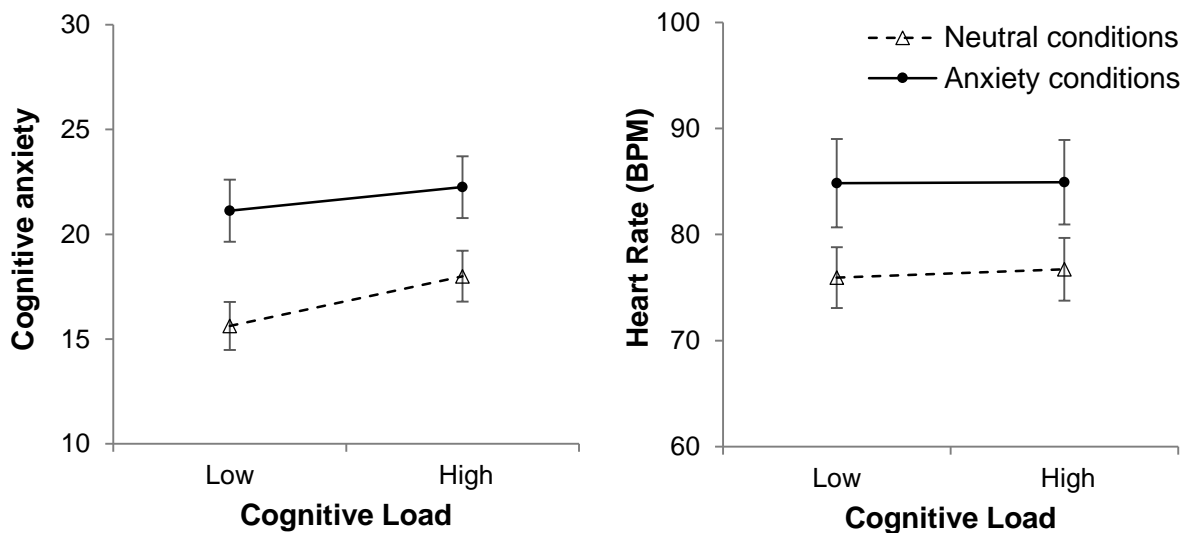 30
25
20
15
10
Cognitive anxiety
Low High
Cognitive Load
100
90
80
70
60
Heart Rate (BPM)
Neutral conditions
Anxiety conditions
Low High
Cognitive Load